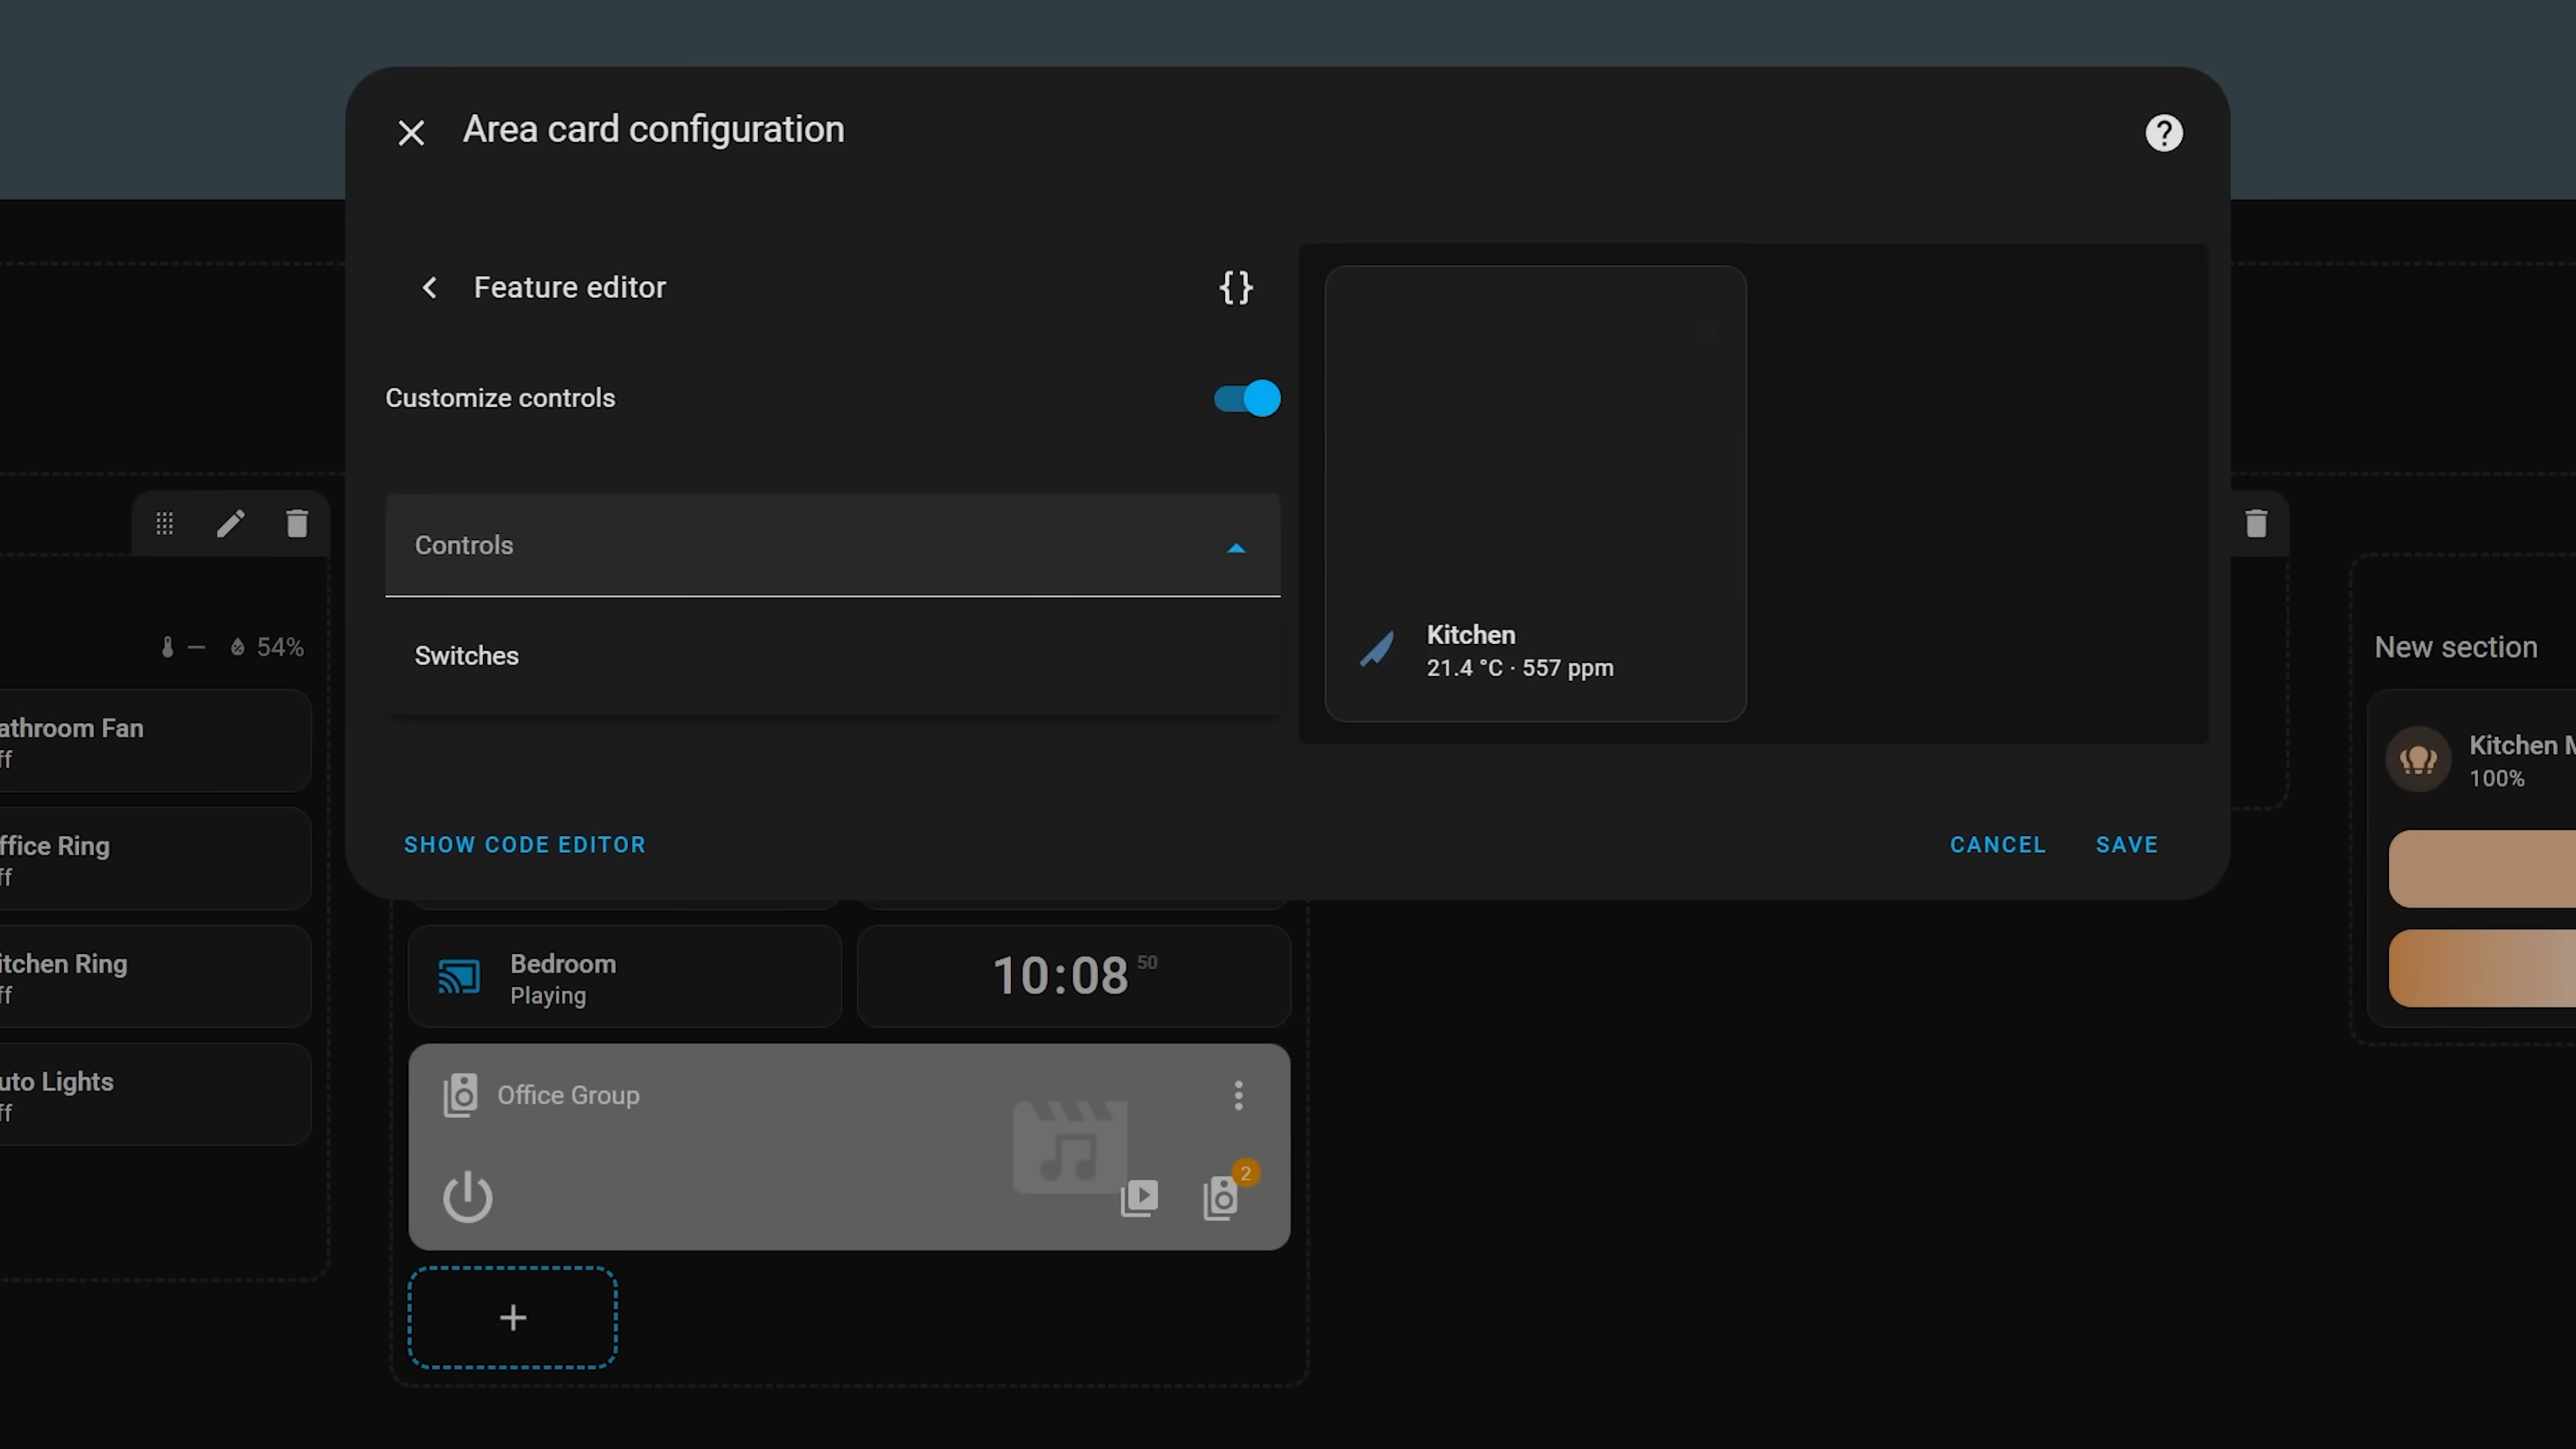 Area card configuration
Feature editor
{}
Customize controls
Controls
Switches
Kitchen
21.4 °C · 557 ppm
SHOW CODE EDITOR
CANCEL
SAVE
54%
athroom Fan
ff
ffice Ring
ff
itchen Ring
ff
uto Lights
ff
Bedroom
Playing
10:08 50
Office Group
2
New section
Kitchen M
100%